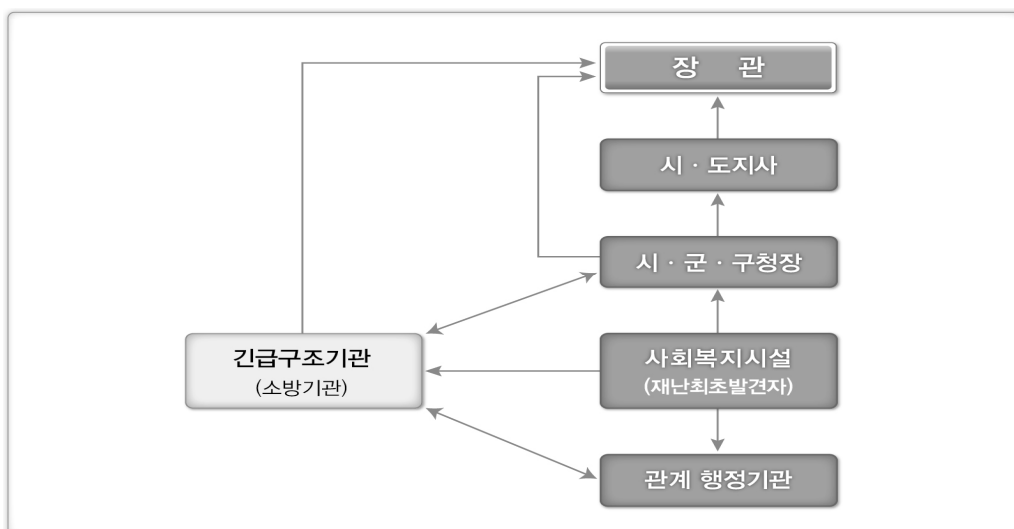 장 관
시 · 도지사
시 · 군 · 구청장
긴급구조기관
(소방기관)
사회복지시설
(재난최초발견자)
관계 행정기관